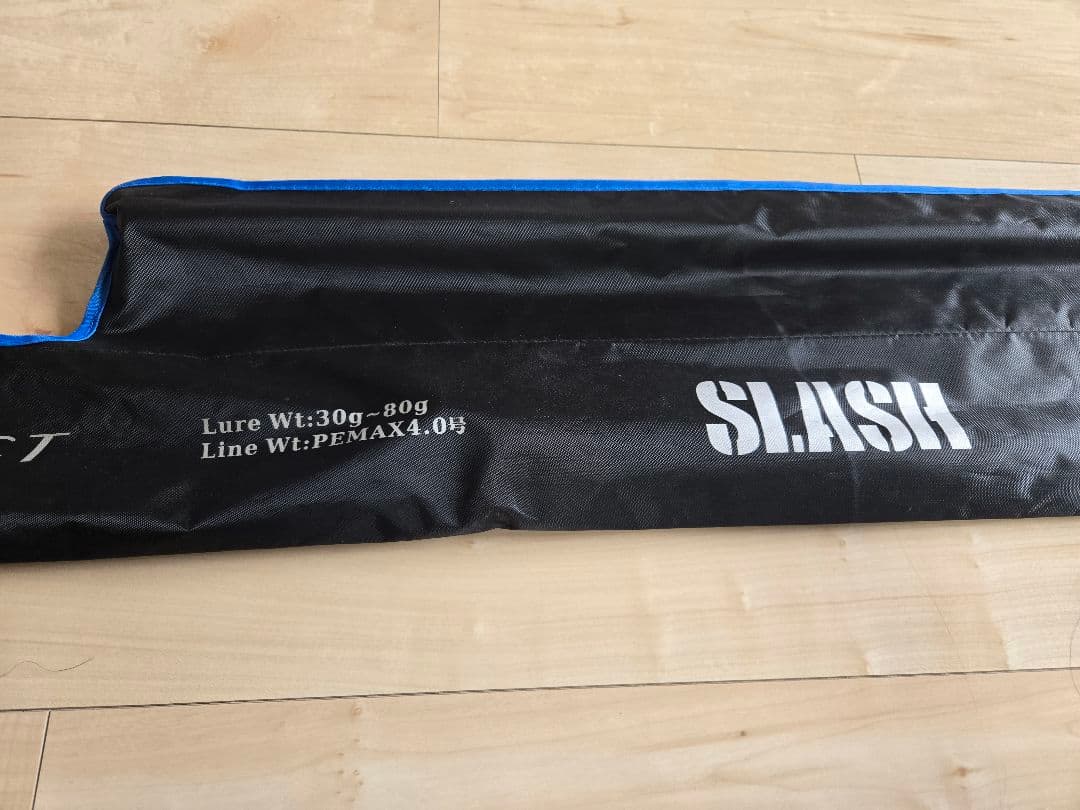 Lure Wt:30g~80g
Line Wt:PEMAX4.0号
SLASH